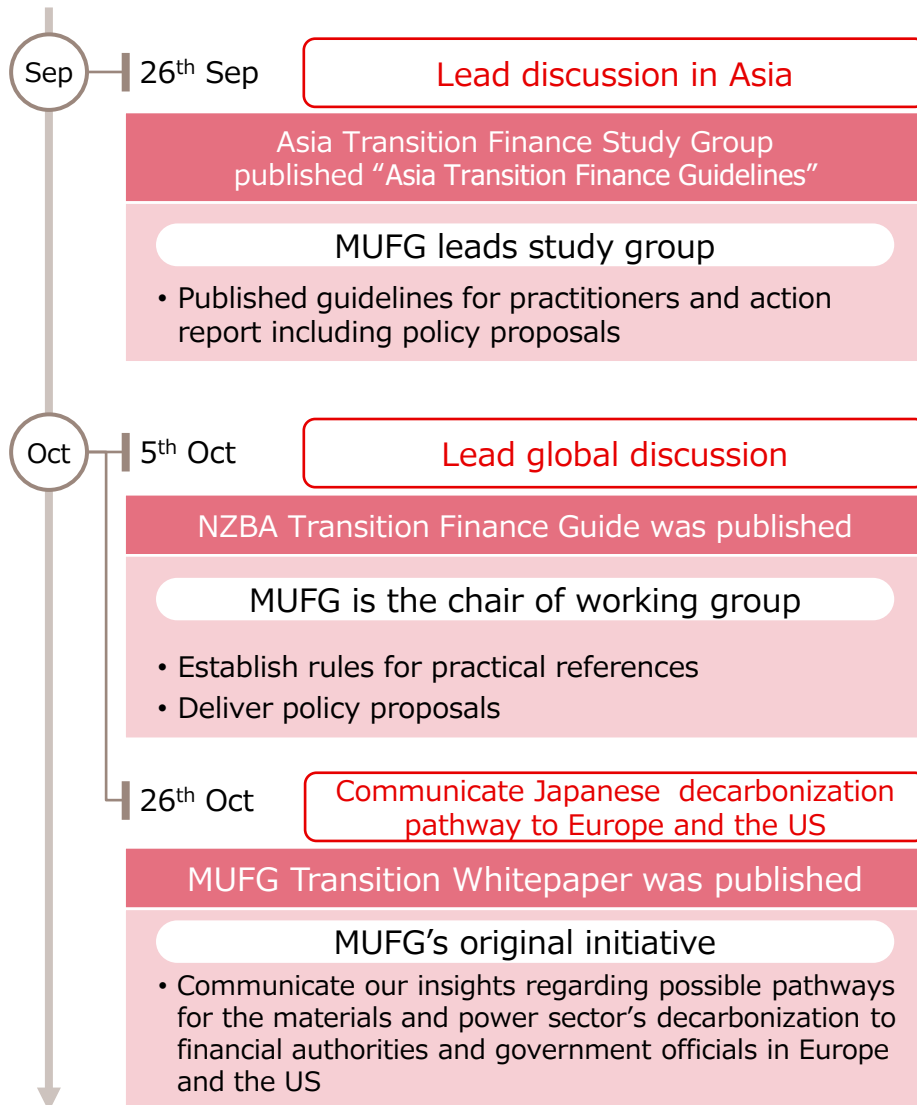 Sep
26th Sep
Lead discussion in Asia
Asia Transition Finance Study Group
published “Asia Transition Finance Guidelines”
MUFG leads study group
• Published guidelines for practitioners and action
report including policy proposals
Oct
5th Oct
Lead global discussion
NZBA Transition Finance Guide was published
MUFG is the chair of working group
• Establish rules for practical references
• Deliver policy proposals
26th Oct
Communicate Japanese decarbonization
pathway to Europe and the US
MUFG Transition Whitepaper was published
MUFG’s original initiative
• Communicate our insights regarding possible pathways
for the materials and power sector’s decarbonization to
financial authorities and government officials in Europe
and the US